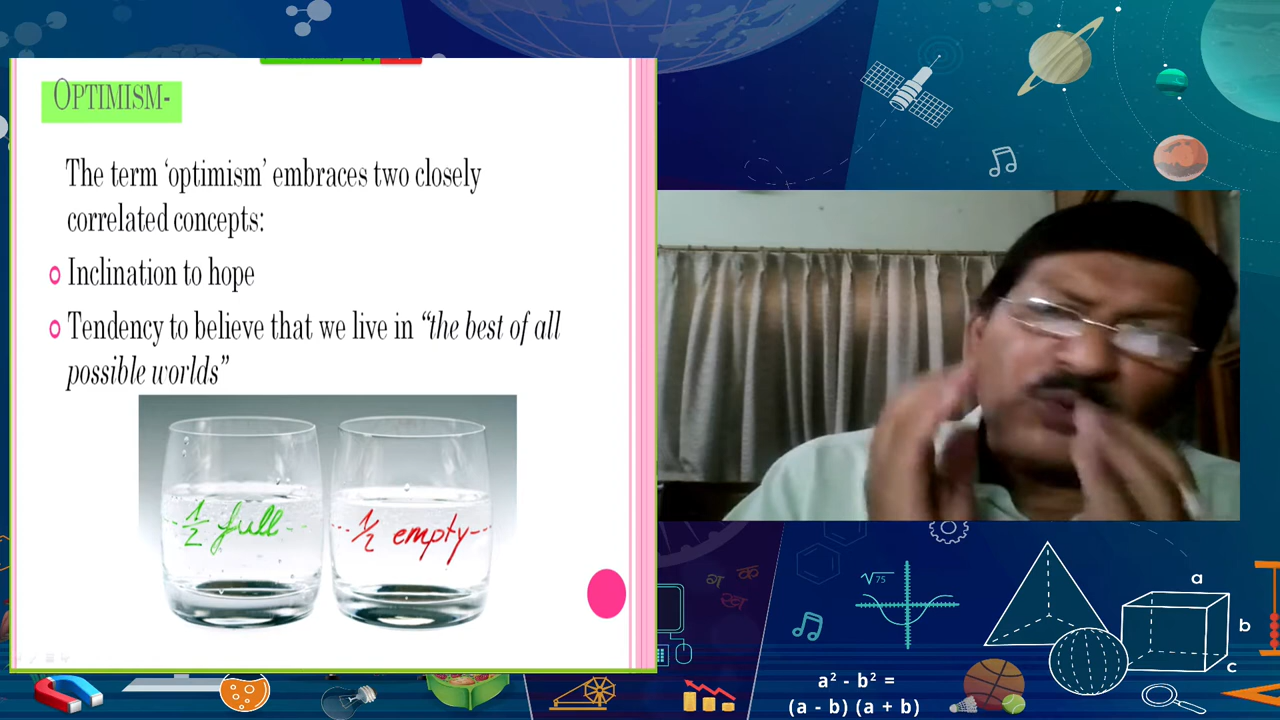 OPTIMISM-
The term ‘optimism’ embraces two closely
correlated concepts:
Inclination to hope
Tendency to believe that we live in “the best of all
possible worlds”
½ full
½ empty
√75
ग क
ख
a
b
c
a² - b² =
(a - b) (a + b)